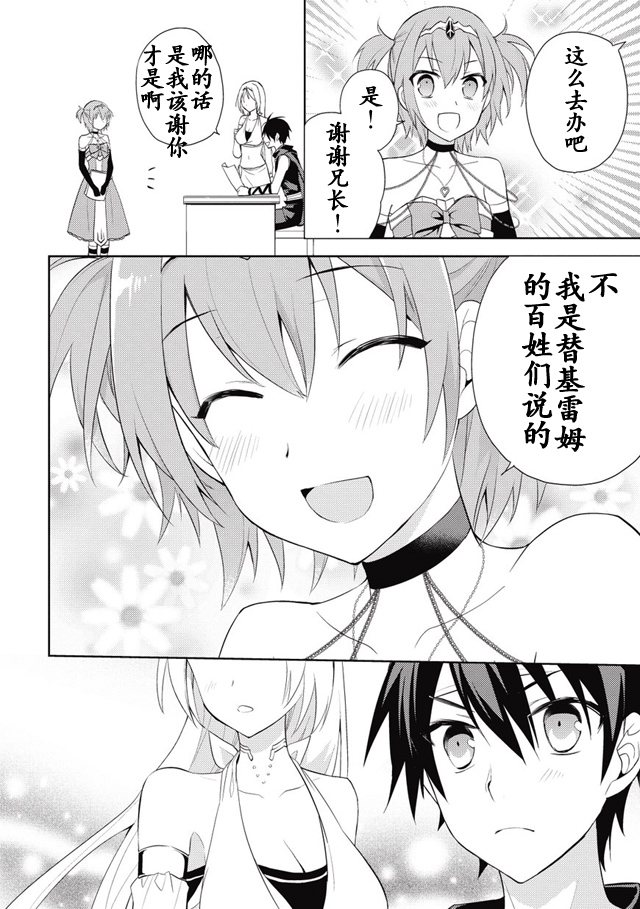 这么去办吧
是！
谢谢兄长！
哪的话
是我该谢你
才是啊
不
我是替基雷姆
的百姓们说的